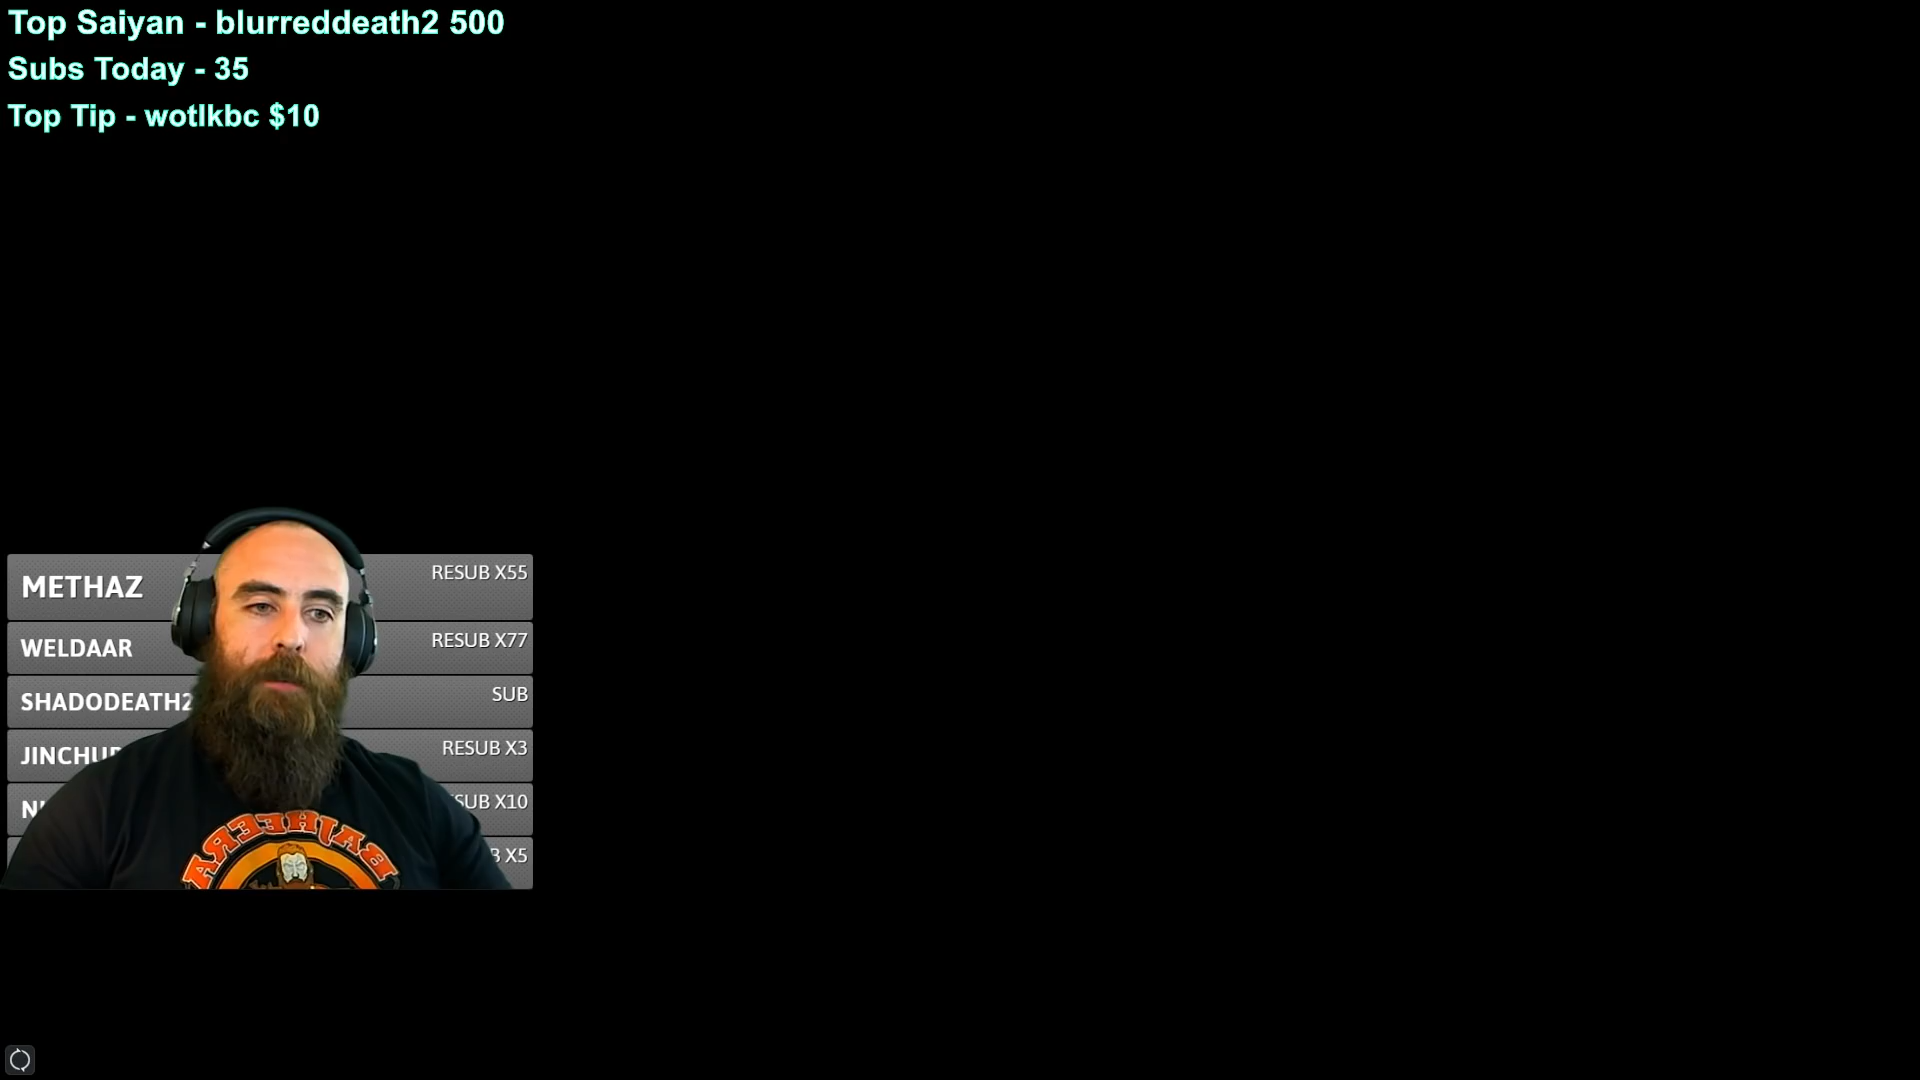 Top Saiyan - blurreddeath2 500
Subs Today - 35
Top Tip - wotlkbc $10
METHAZ RESUB X55
WELDAAR RESUB X77
SHADODEATH2 SUB
RESUB X3
X10
X5
BAJHEERA